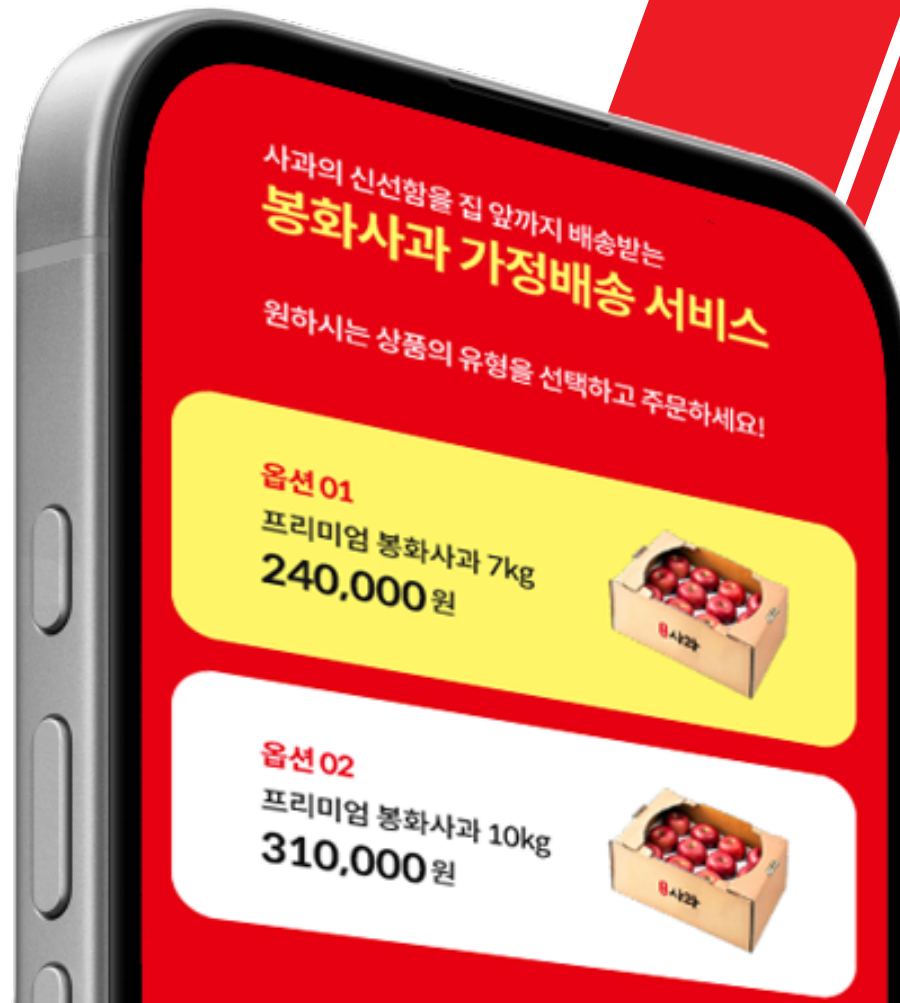 사과의 신선함을 집 앞까지 배송받는
봉화사과 가정배송 서비스
원하시는 상품의 유형을 선택하고 주문하세요!
옵션 01
프리미엄 봉화사과 7kg
240,000원
사과
옵션 02
프리미엄 봉화사과 10kg
310,000원
사과